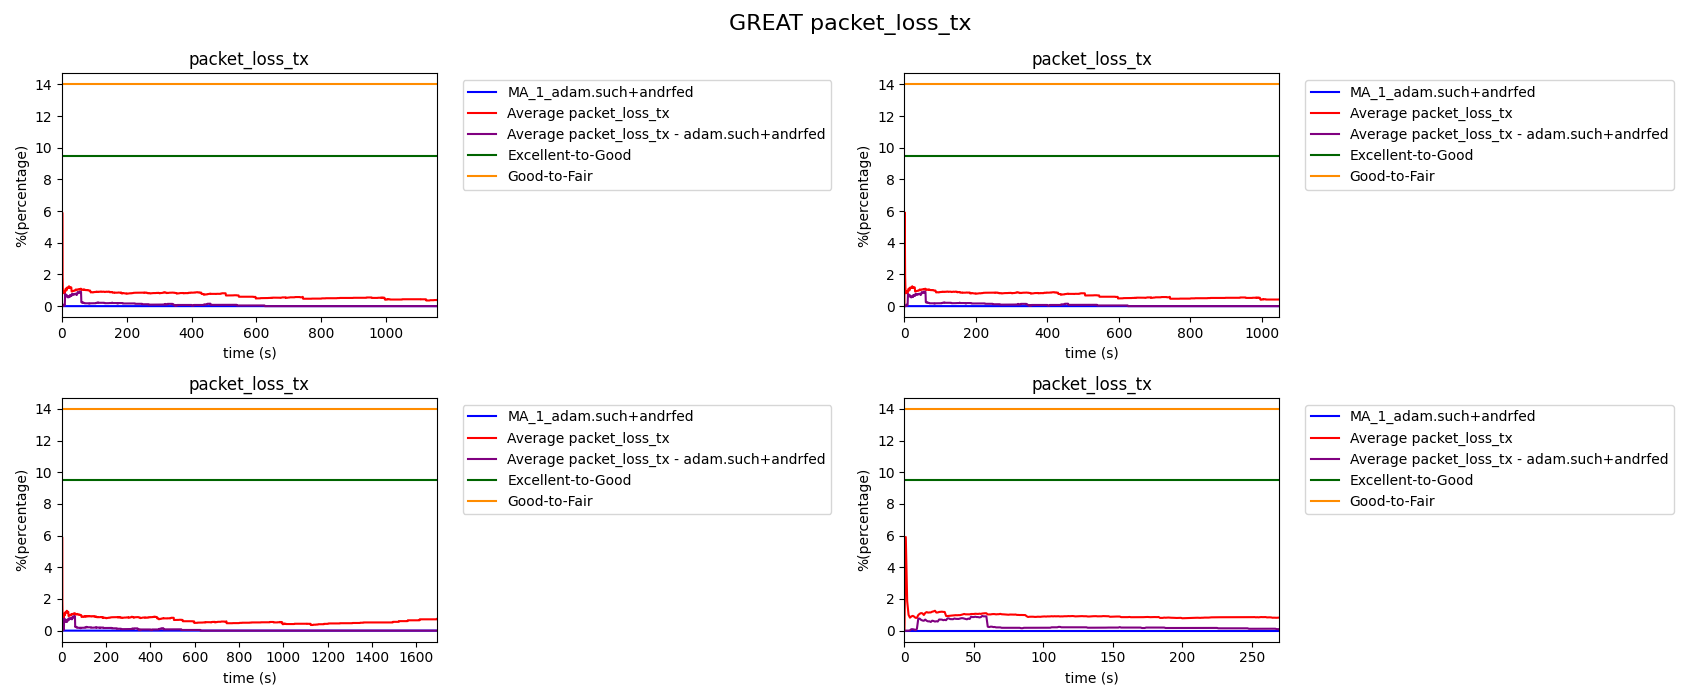 GREAT packet_loss_tx
packet_loss_tx
14
12
10
8
6
4
2
0
%(percentage)
0 200 400 600 800 1000
time (s)
MA_1_adam.such+andrfed
Average packet_loss_tx
Average packet_loss_tx - adam.such+andrfed
Excellent-to-Good
Good-to-Fair
packet_loss_tx
14
12
10
8
6
4
2
0
%(percentage)
0 200 400 600 800 1000
time (s)
MA_1_adam.such+andrfed
Average packet_loss_tx
Average packet_loss_tx - adam.such+andrfed
Excellent-to-Good
Good-to-Fair
packet_loss_tx
14
12
10
8
6
4
2
0
%(percentage)
0 200 400 600 800 1000 1200 1400 1600
time (s)
MA_1_adam.such+andrfed
Average packet_loss_tx
Average packet_loss_tx - adam.such+andrfed
Excellent-to-Good
Good-to-Fair
packet_loss_tx
14
12
10
8
6
4
2
0
%(percentage)
0 50 100 150 200 250
time (s)
MA_1_adam.such+andrfed
Average packet_loss_tx
Average packet_loss_tx - adam.such+andrfed
Excellent-to-Good
Good-to-Fair